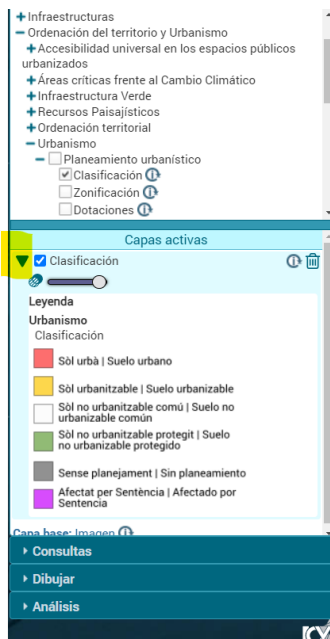 Infraestructuras
Ordenación del territorio y Urbanismo
Accesibilidad universal en los espacios públicos
urbanizados
Áreas críticas frente al Cambio Climático
Infraestructura Verde
Recursos Paisajísticos
Ordenación territorial
Urbanismo
Planeamiento urbanístico
Clasificación
Zonificación
Dotaciones
Capas activas
Clasificación
Leyenda
Urbanismo
Clasificación
Sòl urbà | Suelo urbano
Sòl urbanitzable | Suelo urbanizable
Sòl no urbanitzable comú | Suelo no
urbanizable común
Sòl no urbanitzable protegit | Suelo
no urbanizable protegido
Sense planejament | Sin planeamiento
Afectat per Sentència | Afectado por
Sentencia
Capa base: Imagen
Consultas
Dibujar
Análisis